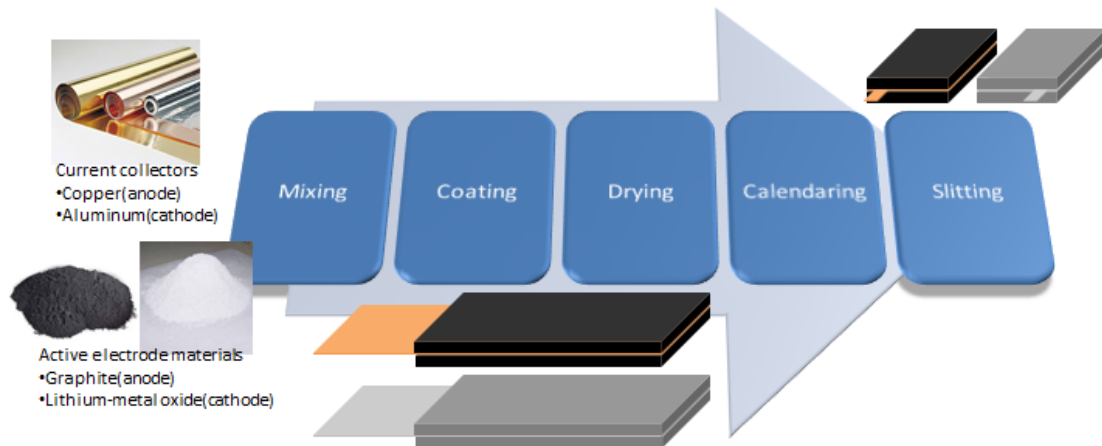 Current collectors
•Copper(anode)
•Aluminum(cathode)
Mixing
Coating
Drying
Calendaring
Slitting
Active electrode materials
•Graphite(anode)
•Lithium-metal oxide(cathode)